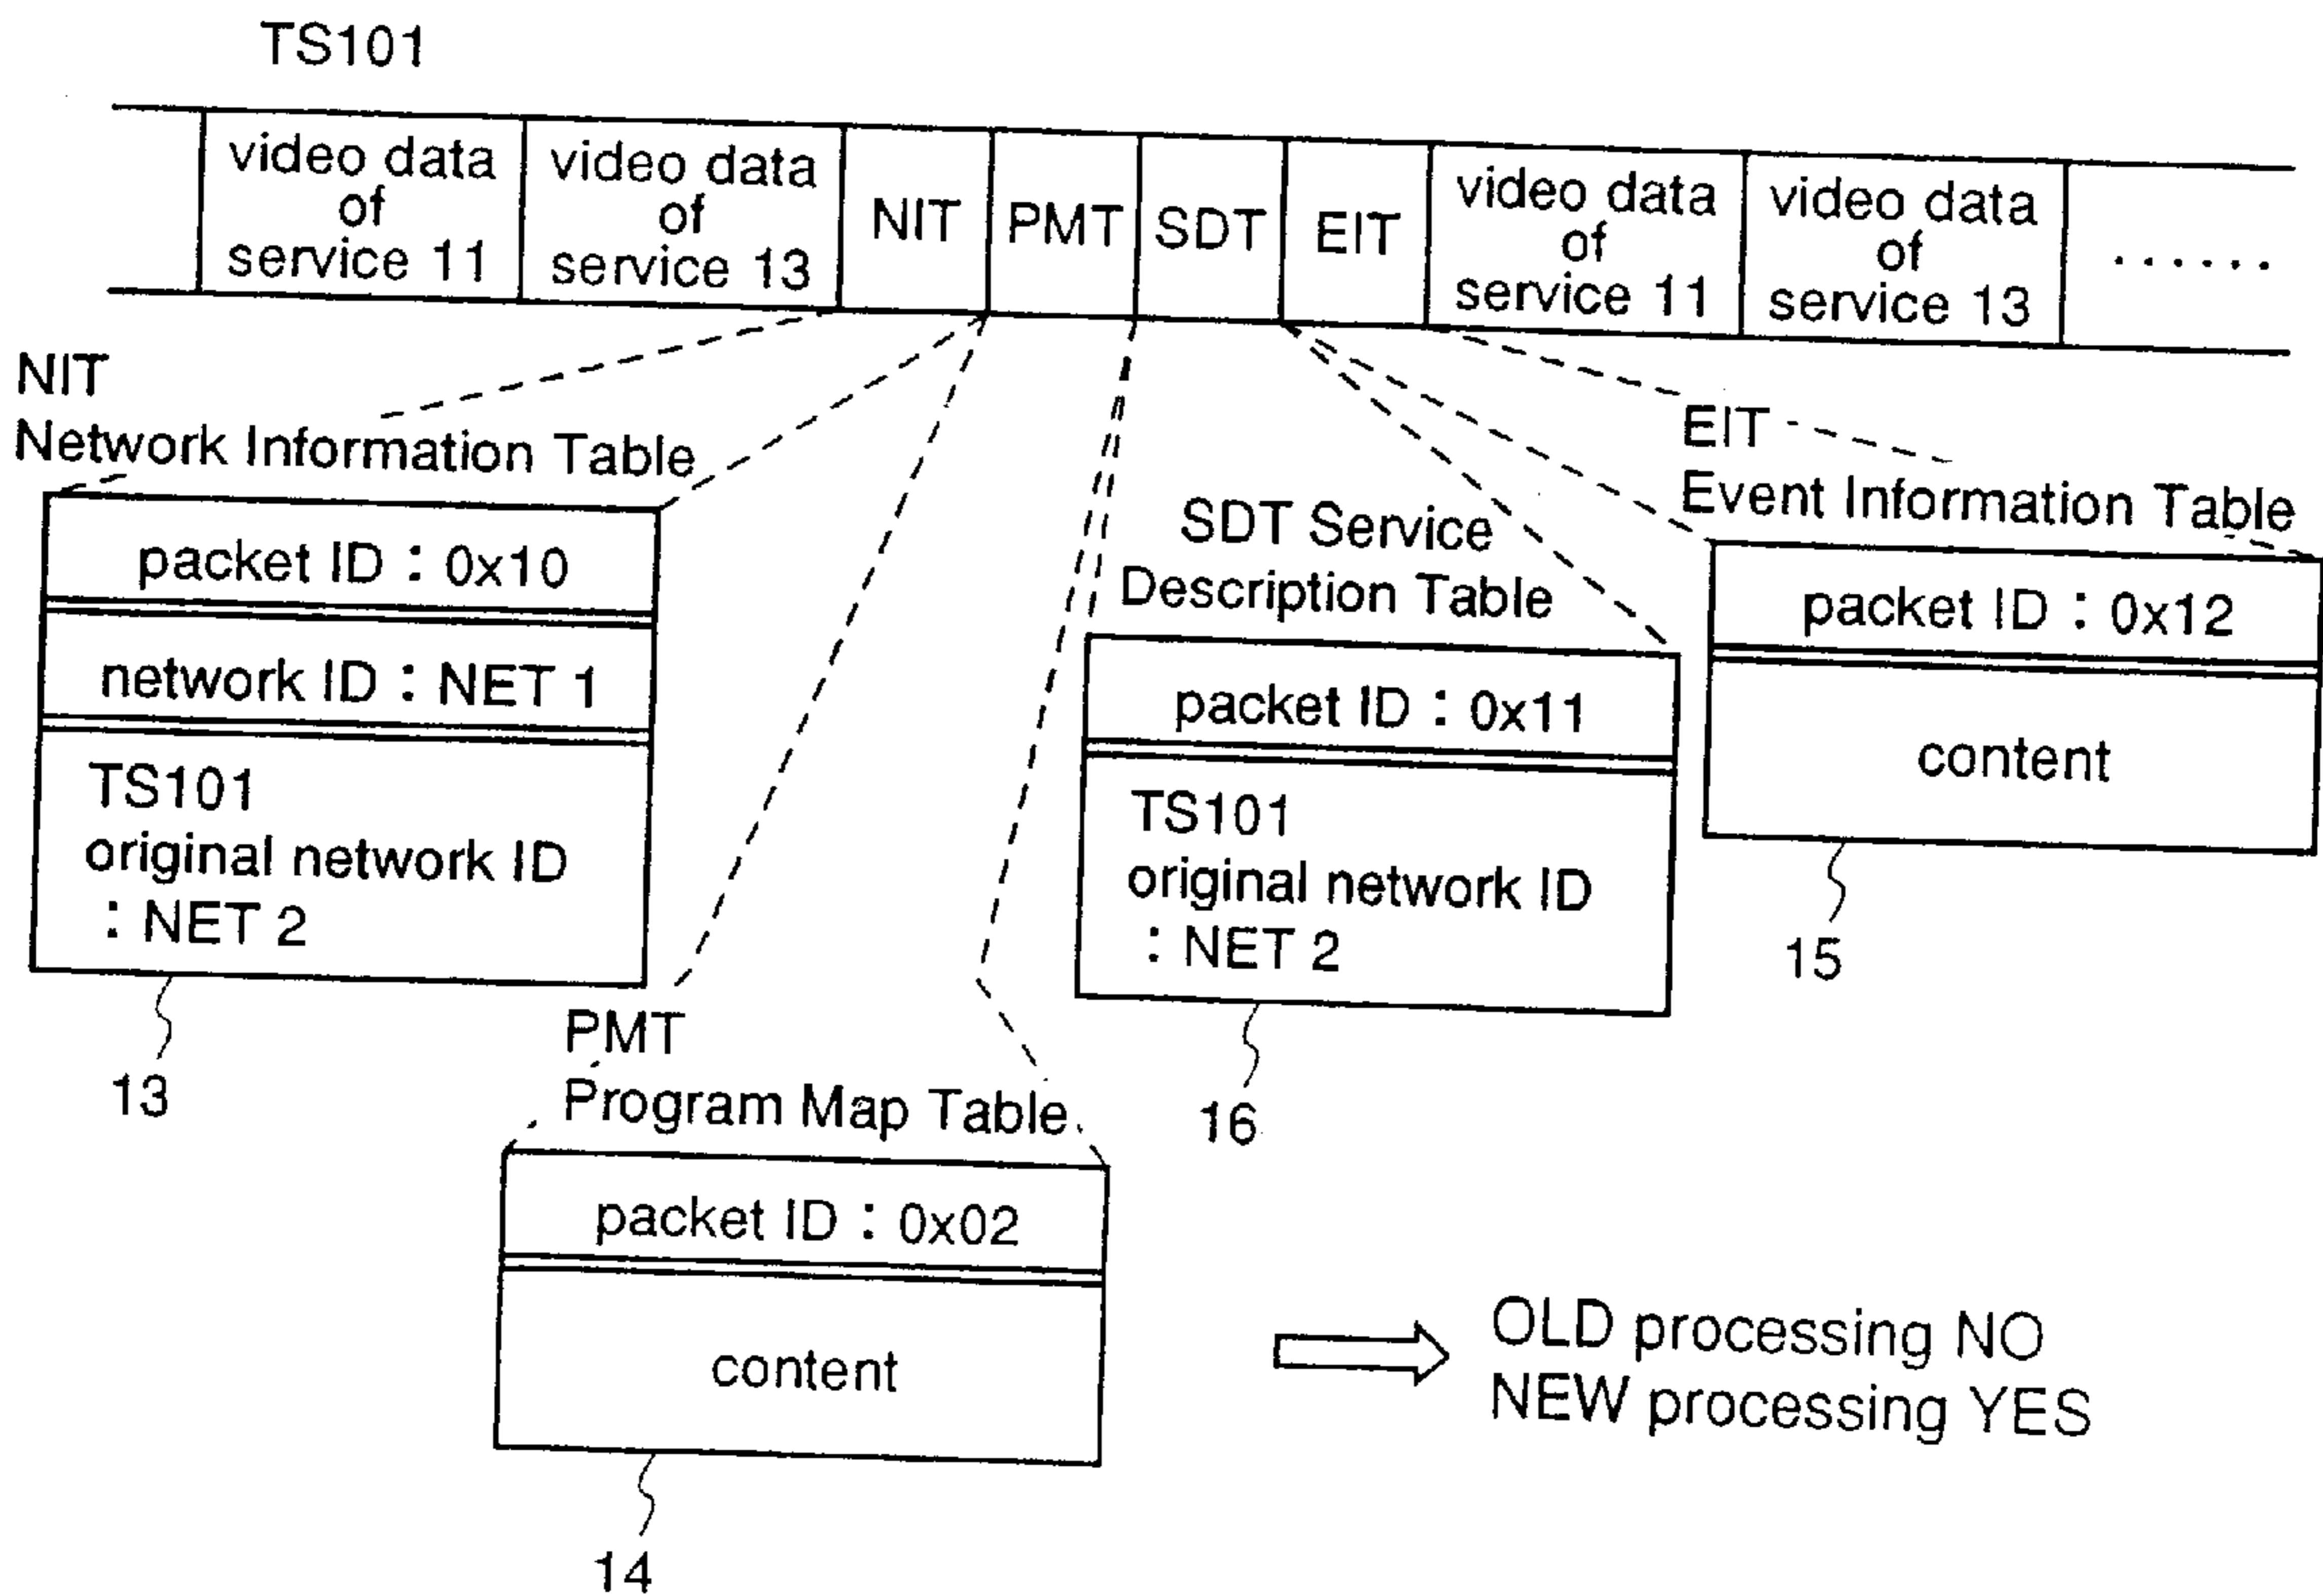 TS101
video data
of
service 11
video data
of
service 13
NIT
PMT
SDT
EIT
video data
of
service 11
video data
of
service 13
......
NIT
Network Information Table
packet ID : 0x10
network ID : NET 1
TS101
original network ID
: NET 2
13
PMT
Program Map Table
packet ID : 0x02
content
14
SDT Service
Description Table
packet ID : 0x11
TS101
original network ID
: NET 2
16
EIT
Event Information Table
packet ID : 0x12
content
15
OLD processing NO
NEW processing YES